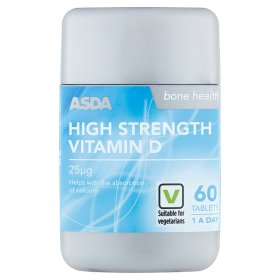 ASDA
bone health
HIGH STRENGTH
VITAMIN D
25µg
Helps with the absorption
of calcium
V
Suitable for
vegetarians
60
TABLETS
1 A DAY